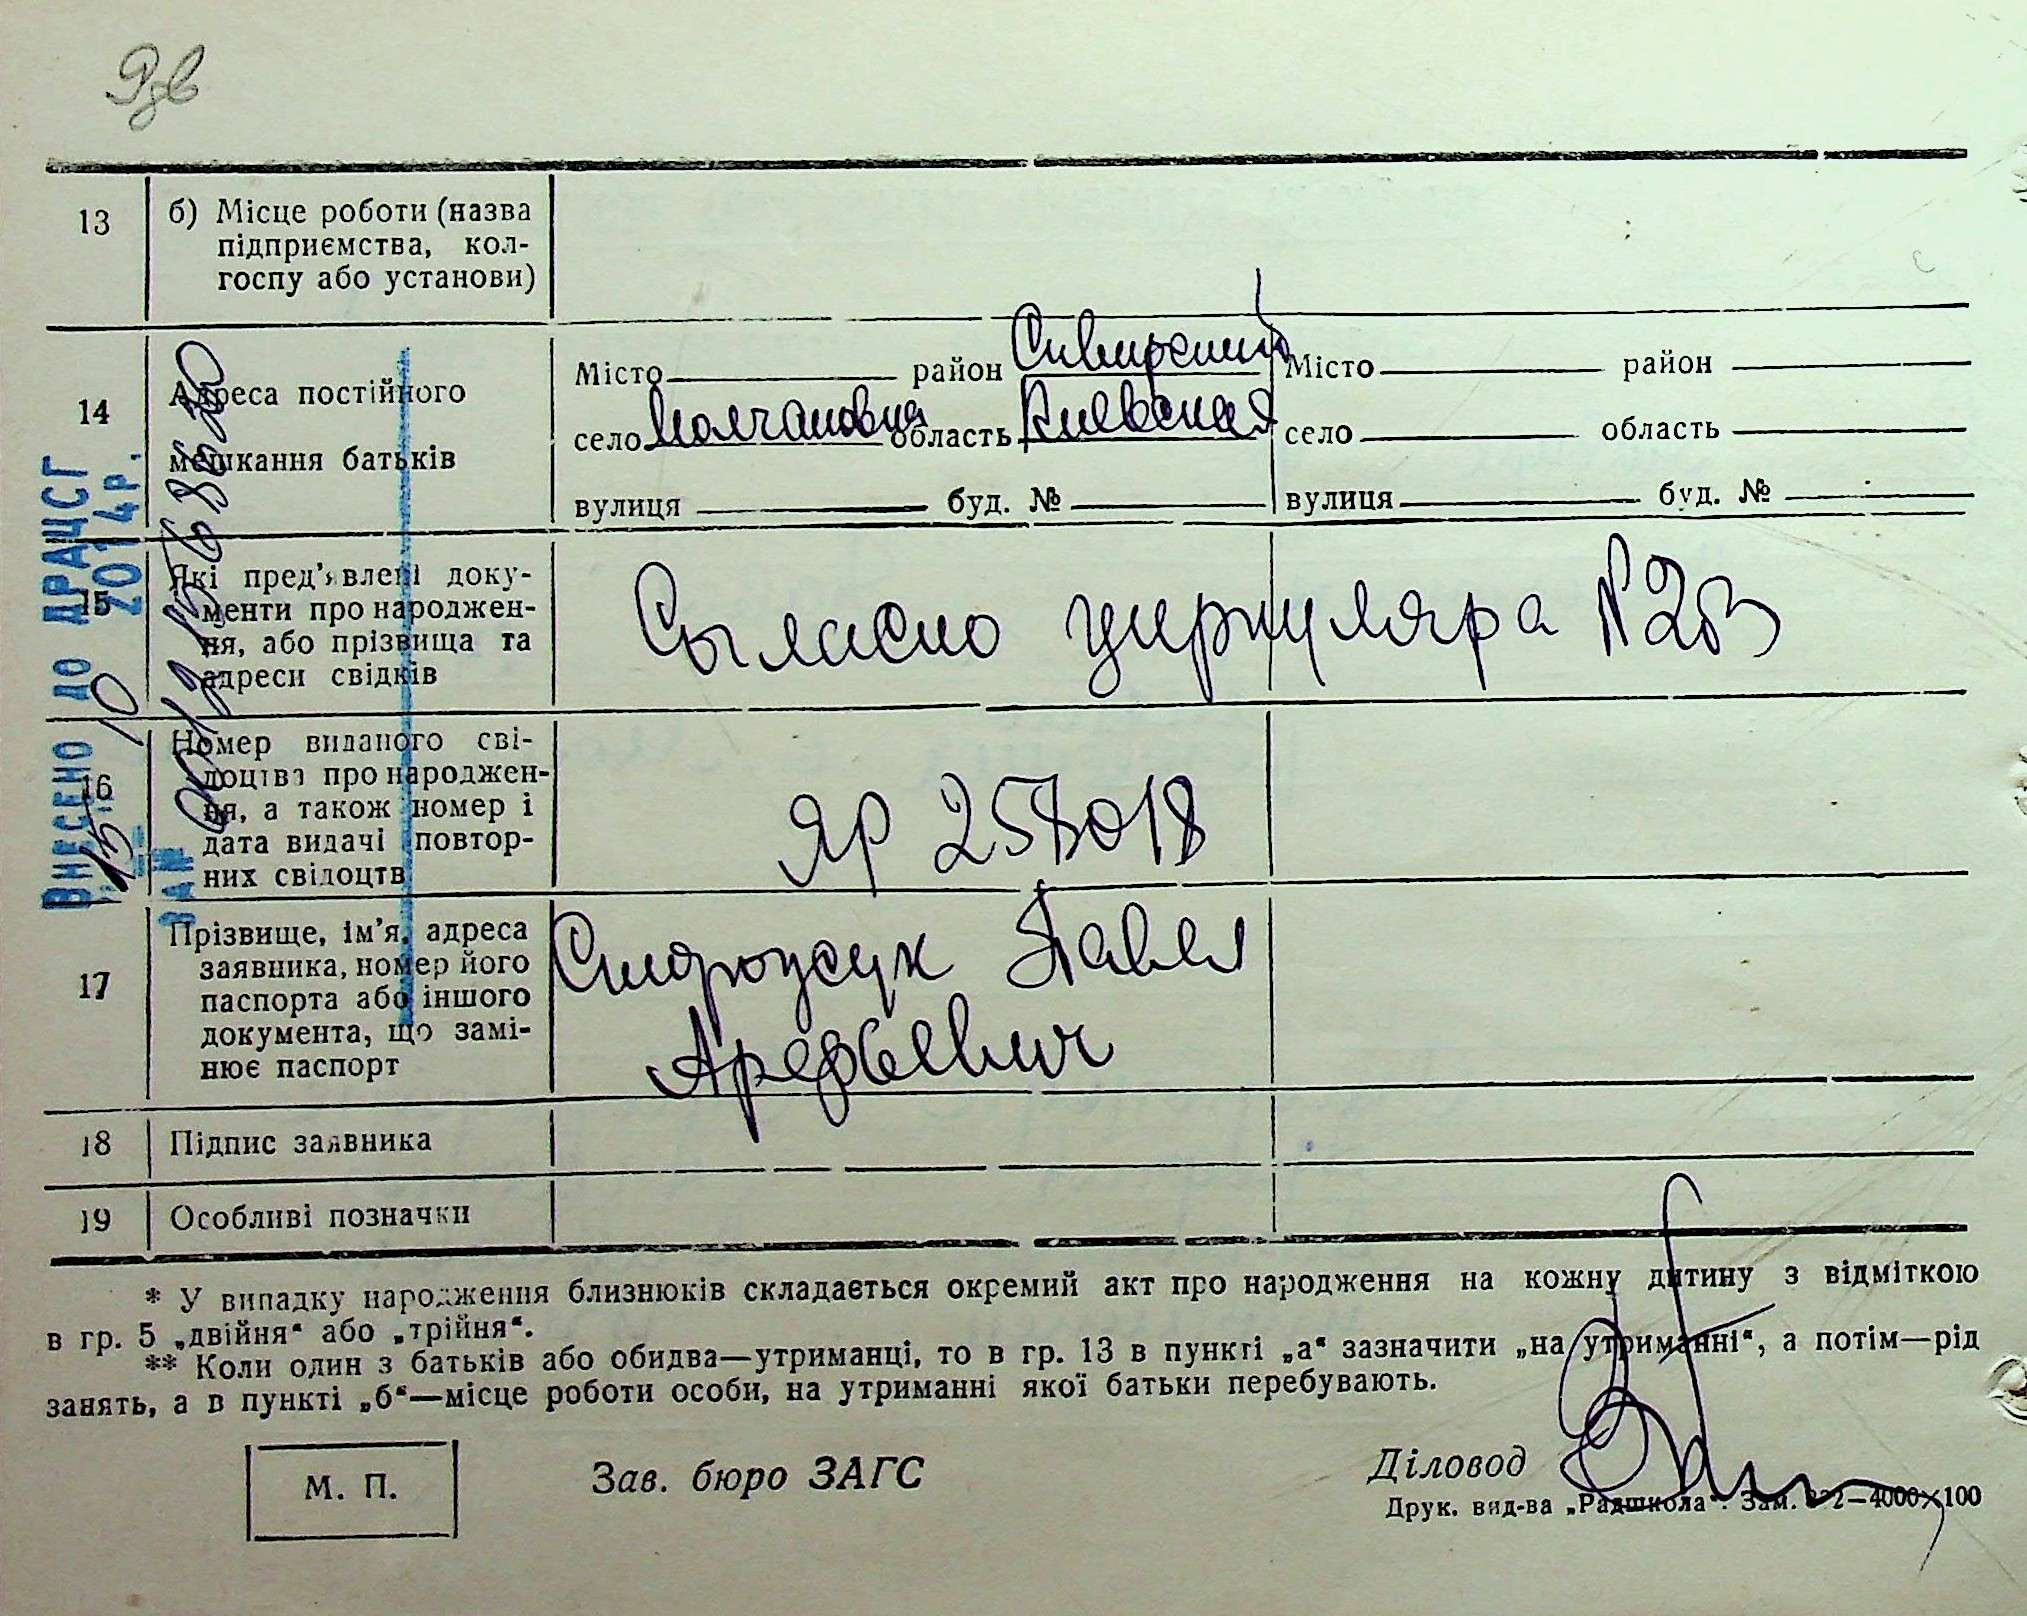 13
б) Місце роботи (назва
підприємства, кол-
госпу або установи)
14
Адреса постійного
мешкання батьків
Місто район Сквирский
село Молчановка область Киевская
вулиця буд. №
Місто район
село область
вулиця буд. №
15
Які пред'явлені доку-
менти про народжен-
ня, або прізвища та
адреси свідків
Сыгласно циркуляра №
16
Номер виданого сві-
доцтва про народжен-
ня, а також номер і
дата видачі повтор-
них свідоцтв
ЯР 258018
17
Прізвище, ім'я, адреса
заявника, номер його
паспорта або іншого
документа, що замі-
нює паспорт
Сторожук Павел
Арефьевич
18
Підпис заявника
19
Особливі позначки
ВНЕСЕНО ДО ДРАЦСГ
15 10 2014р.
* У випадку народження близнюків складається окремий акт про народження на кожну дитину з відміткою
в гр. 5 „двійня“ або „трійня“.
** Коли один з батьків або обидва—утриманці, то в гр. 13 в пункті „а“ зазначити „на утриманні“, а потім—рід
занять, а в пункті „б“—місце роботи особи, на утриманні якої батьки перебувають.
М. П.
Зав. бюро ЗАГС
Діловод
Друк. вид-ва „Радшкола“. Зам. 4000×100